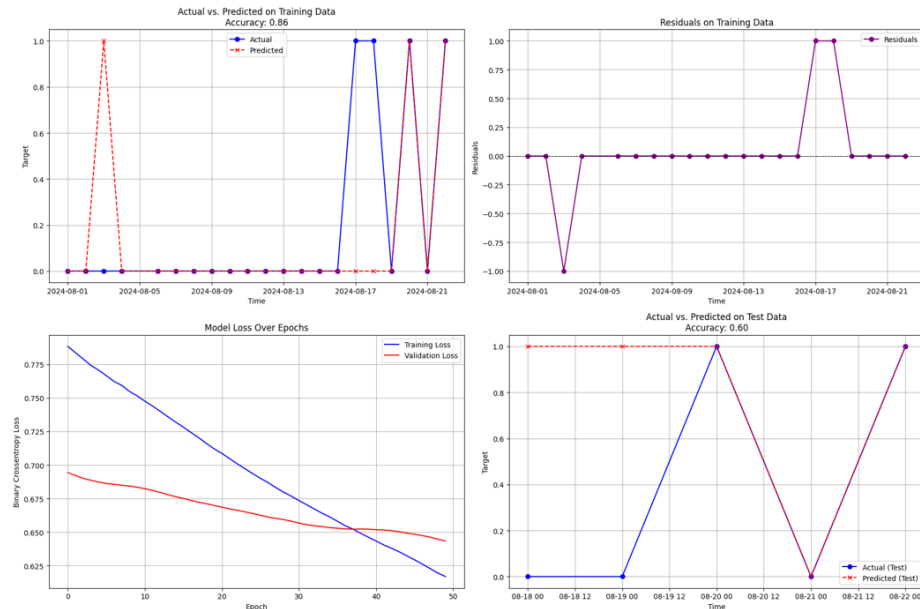 Actual vs. Predicted on Training Data
Accuracy: 0.86
Actual
Predicted
1.0
0.8
0.6
0.4
0.2
0.0
Target
2024-08-01 2024-08-05 2024-08-09 2024-08-13 2024-08-17 2024-08-21
Time
Residuals on Training Data
Residuals
1.00
0.75
0.50
0.25
0.00
−0.25
−0.50
−0.75
−1.00
Residuals
2024-08-01 2024-08-05 2024-08-09 2024-08-13 2024-08-17 2024-08-21
Time
Model Loss Over Epochs
Training Loss
Validation Loss
0.775
0.750
0.725
0.700
0.675
0.650
0.625
Binary Crossentropy Loss
0 10 20 30 40 50
Epoch
Actual vs. Predicted on Test Data
Accuracy: 0.60
1.0
0.8
0.6
0.4
0.2
0.0
Target
Actual (Test)
Predicted (Test)
08-18 00 08-18 12 08-19 00 08-19 12 08-20 00 08-20 12 08-21 00 08-21 12 08-22 00
Time